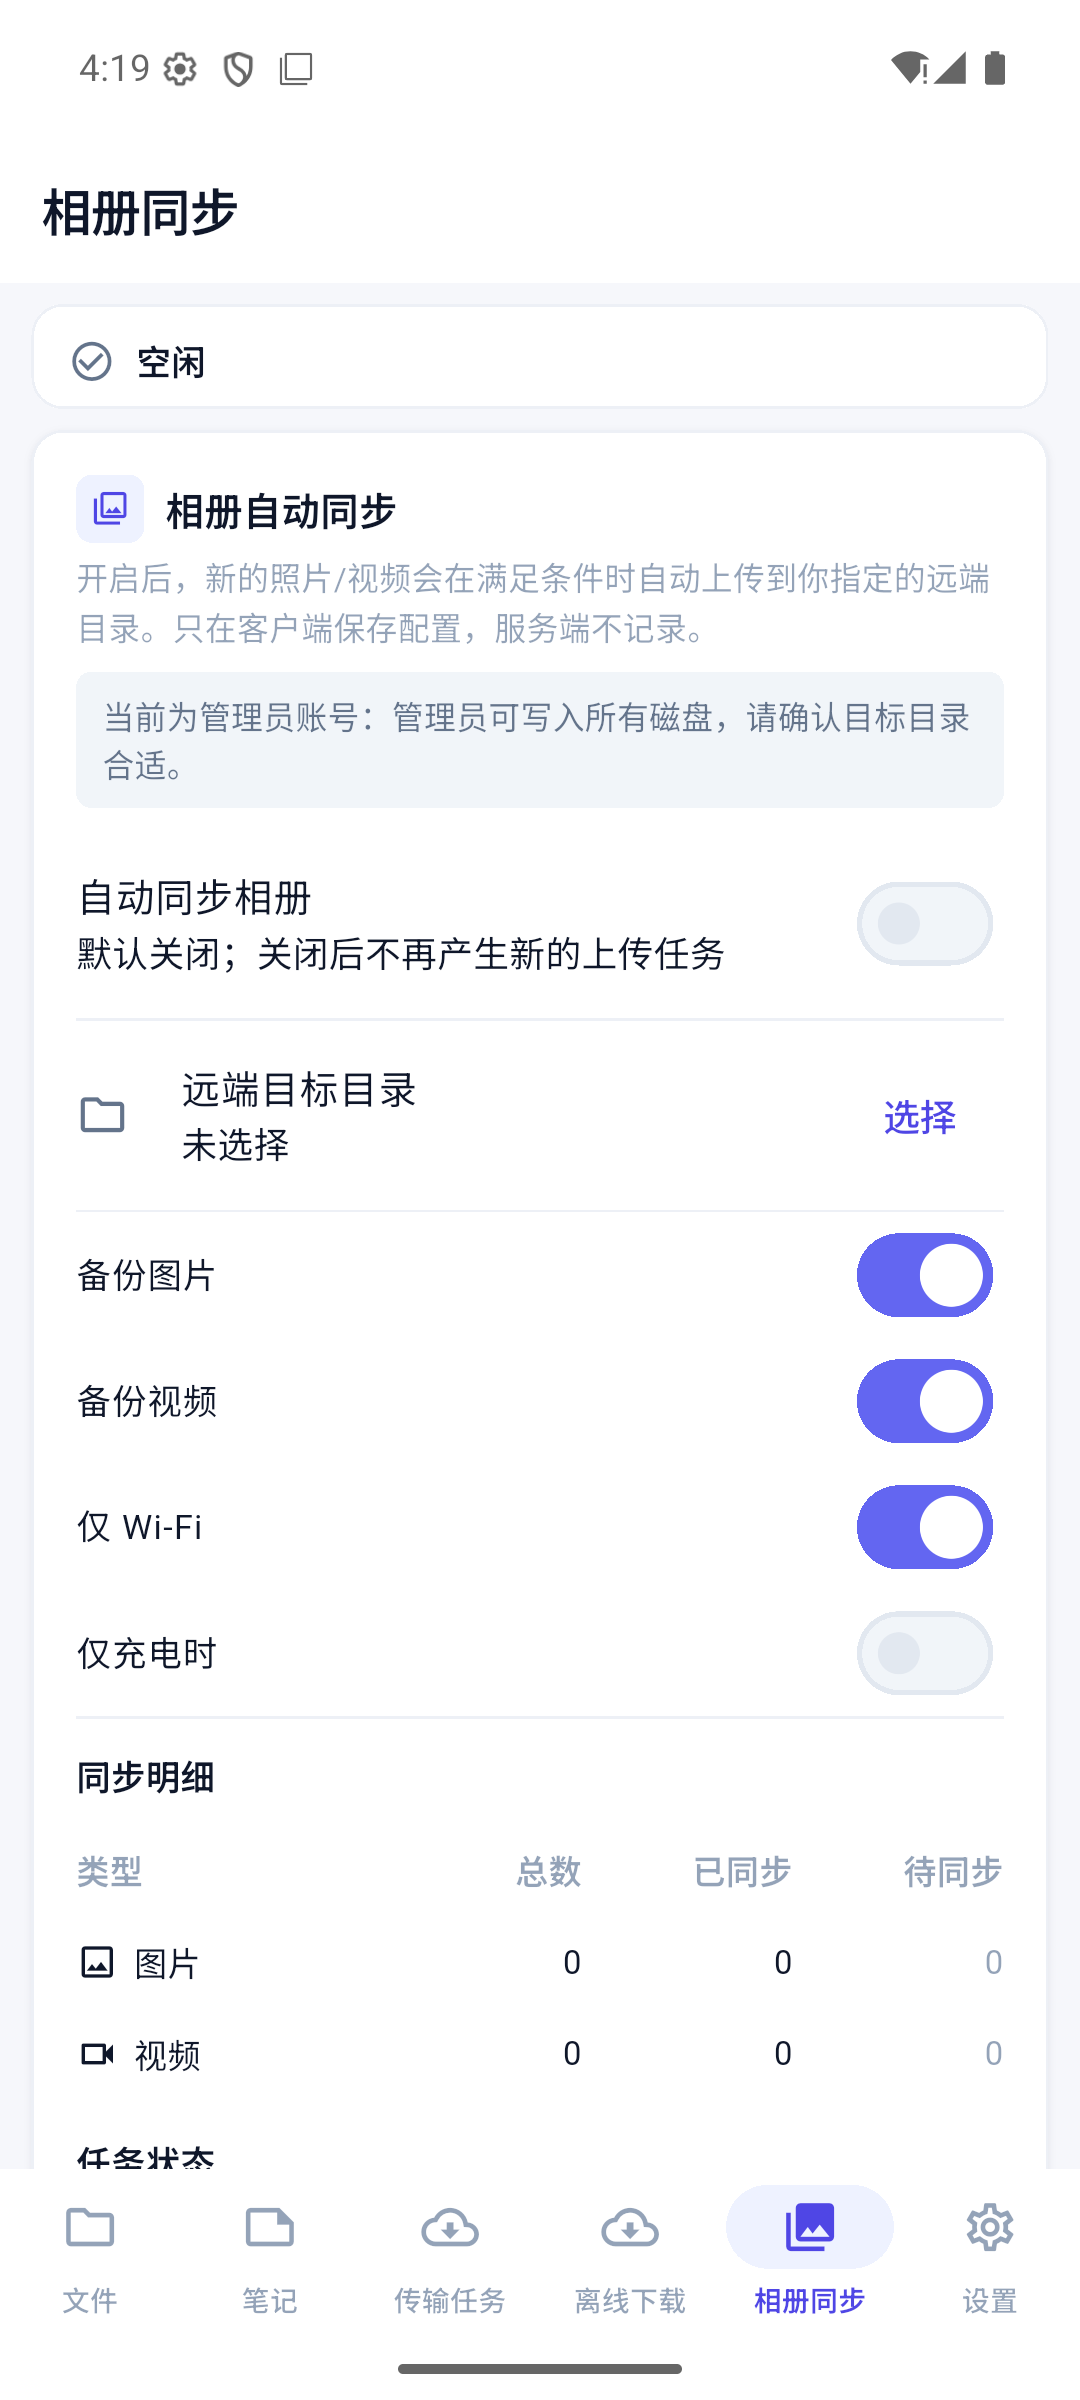 4:19
相册同步
空闲
相册自动同步
开启后，新的照片/视频会在满足条件时自动上传到你指定的远端
目录。只在客户端保存配置，服务端不记录。
当前为管理员账号：管理员可写入所有磁盘，请确认目标目录
合适。
自动同步相册
默认关闭；关闭后不再产生新的上传任务
远端目标目录
未选择
选择
备份图片
备份视频
仅 Wi-Fi
仅充电时
同步明细
类型 总数 已同步 待同步
图片 0 0 0
视频 0 0 0
任务状态
文件 笔记 传输任务 离线下载 相册同步 设置